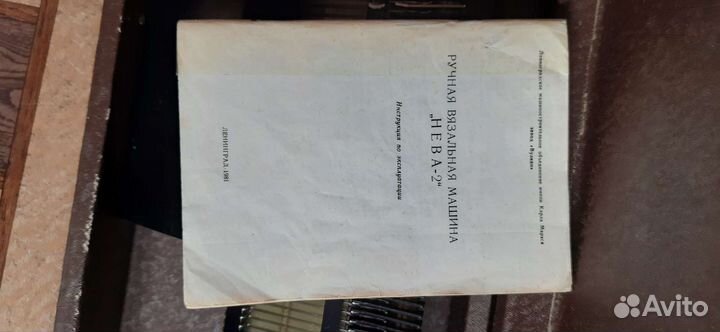 Ленинградское машиностроительное объединение имени Карла Маркса
завод «Вулкан»
РУЧНАЯ ВЯЗАЛЬНАЯ МАШИНА
„НЕВА-2“
Инструкция по эксплуатации
ЛЕНИНГРАД-1981
Avito